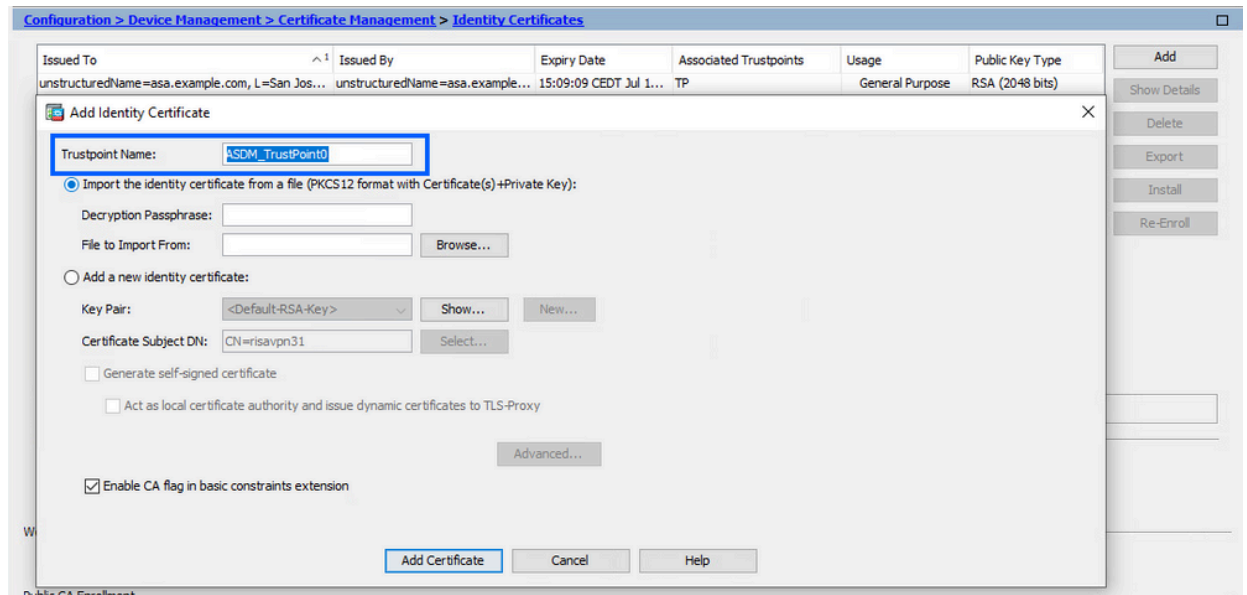 Configuration > Device Management > Certificate Management > Identity Certificates
Issued To 1 Issued By Expiry Date Associated Trustpoints Usage Public Key Type
unstructuredName=asa.example.com, L=San Jos... unstructuredName=asa.example... 15:09:09 CEDT Jul 1... TP General Purpose RSA (2048 bits)
Add
Show Details
Delete
Export
Install
Re-Enroll
Add Identity Certificate
Trustpoint Name: ASDM_TrustPoint0
Import the identity certificate from a file (PKCS12 format with Certificate(s)+Private Key):
Decryption Passphrase:
File to Import From: Browse...
Add a new identity certificate:
Key Pair: <Default-RSA-Key> Show... New...
Certificate Subject DN: CN=risavpn31 Select...
Generate self-signed certificate
Act as local certificate authority and issue dynamic certificates to TLS-Proxy
Advanced...
Enable CA flag in basic constraints extension
Add Certificate Cancel Help
Public CA Enrollment